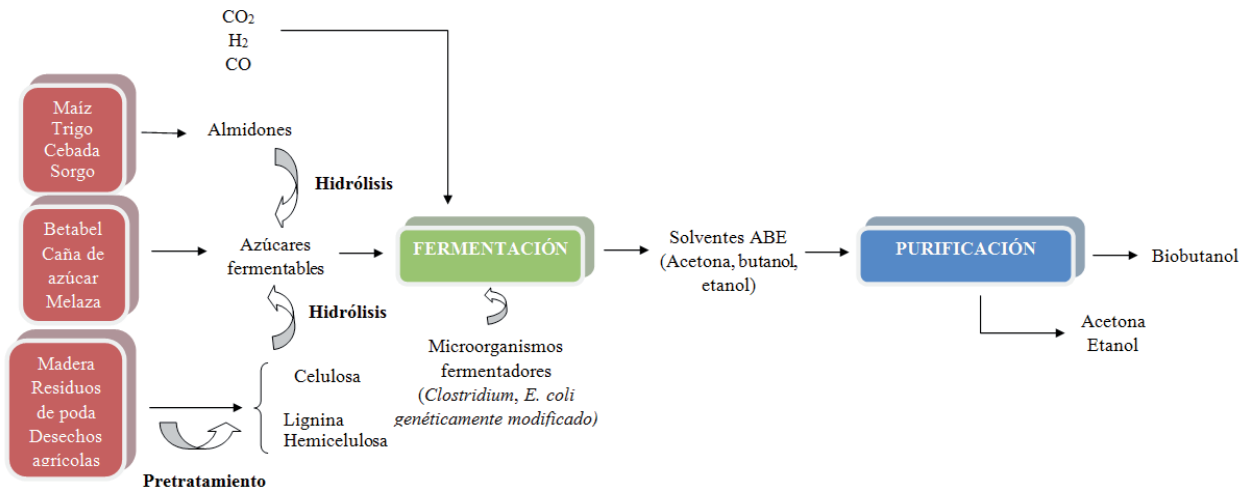 CO₂
H₂
CO
Maíz
Trigo
Cebada
Sorgo
Almidones
Hidrólisis
Betabel
Caña de
azúcar
Melaza
Azúcares
fermentables
FERMENTACIÓN
Solventes ABE
(Acetona, butanol,
etanol)
PURIFICACIÓN
Biobutanol
Acetona
Etanol
Hidrólisis
Microorganismos
fermentadores
(Clostridium, E. coli
genéticamente modificado)
Madera
Residuos
de poda
Desechos
agrícolas
Celulosa
Lignina
Hemicelulosa
Pretratamiento